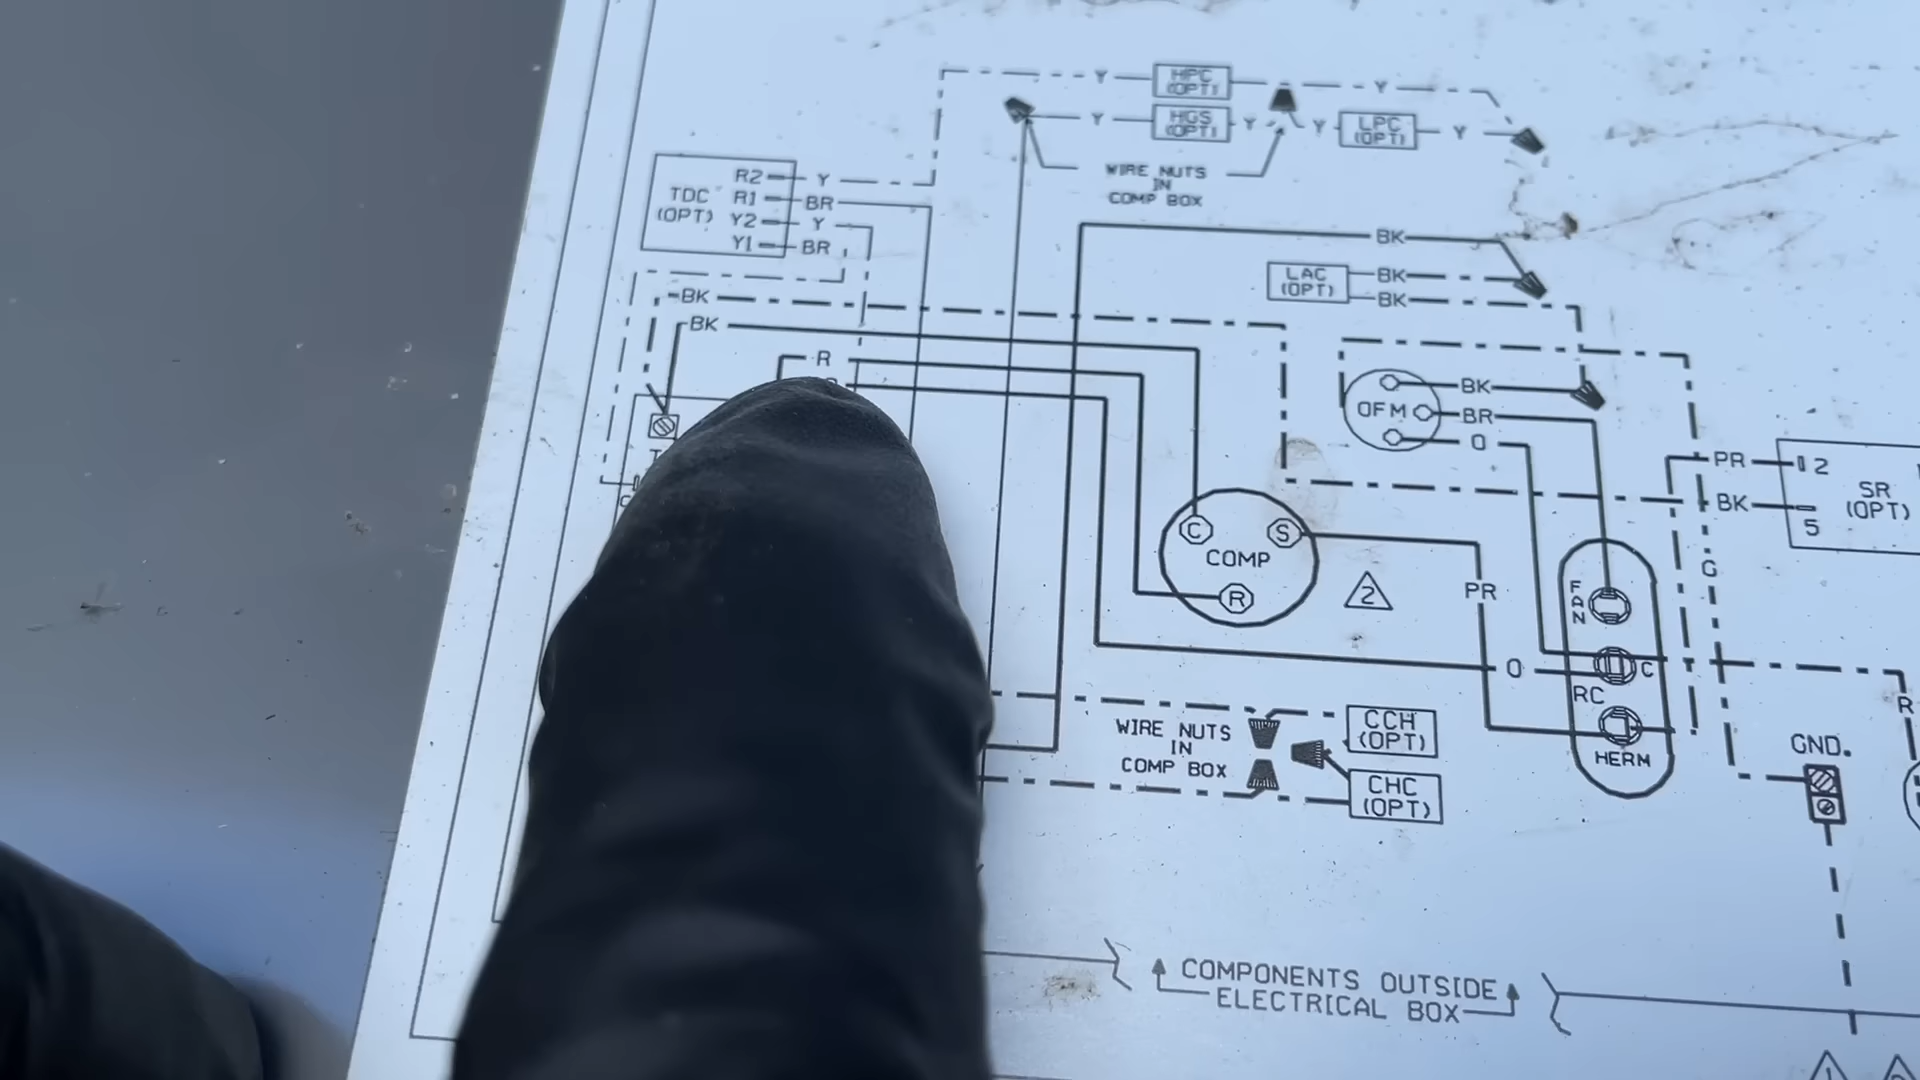 Y
HPC
(OPT)
Y
Y
HGS
(OPT)
Y
Y
LPC
(OPT)
Y
WIRE NUTS
IN
COMP BOX
TDC
(OPT)
R2
Y
R1
BR
Y2
Y
Y1
BR
BK
LAC
(OPT)
BK
BK
BK
BK
R
OFM
BK
BR
O
PR
2
SR
(OPT)
BK
5
C
S
COMP
R
2
PR
G
FAN
O
C
RC
HERM
R
WIRE NUTS
IN
COMP BOX
CCH
(OPT)
CHC
(OPT)
GND.
COMPONENTS OUTSIDE
ELECTRICAL BOX
1